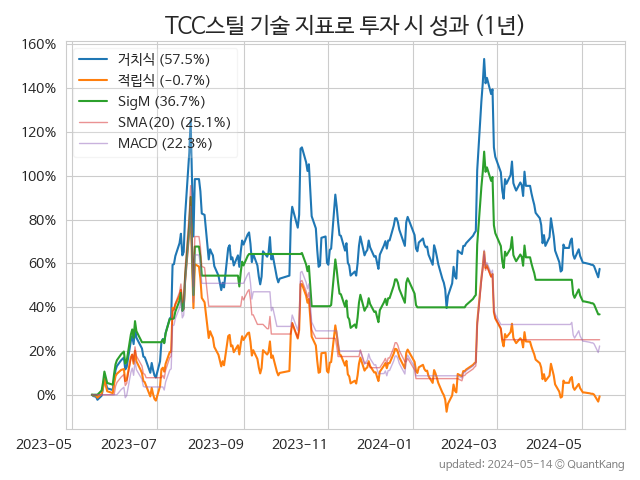 TCC스틸 기술 지표로 투자 시 성과 (1년)
160%
140%
120%
100%
80%
60%
40%
20%
0%
거치식 (57.5%)
적립식 (-0.7%)
SigM (36.7%)
SMA(20) (25.1%)
MACD (22.3%)
2023-05 2023-07 2023-09 2023-11 2024-01 2024-03 2024-05
updated: 2024-05-14 © QuantKang